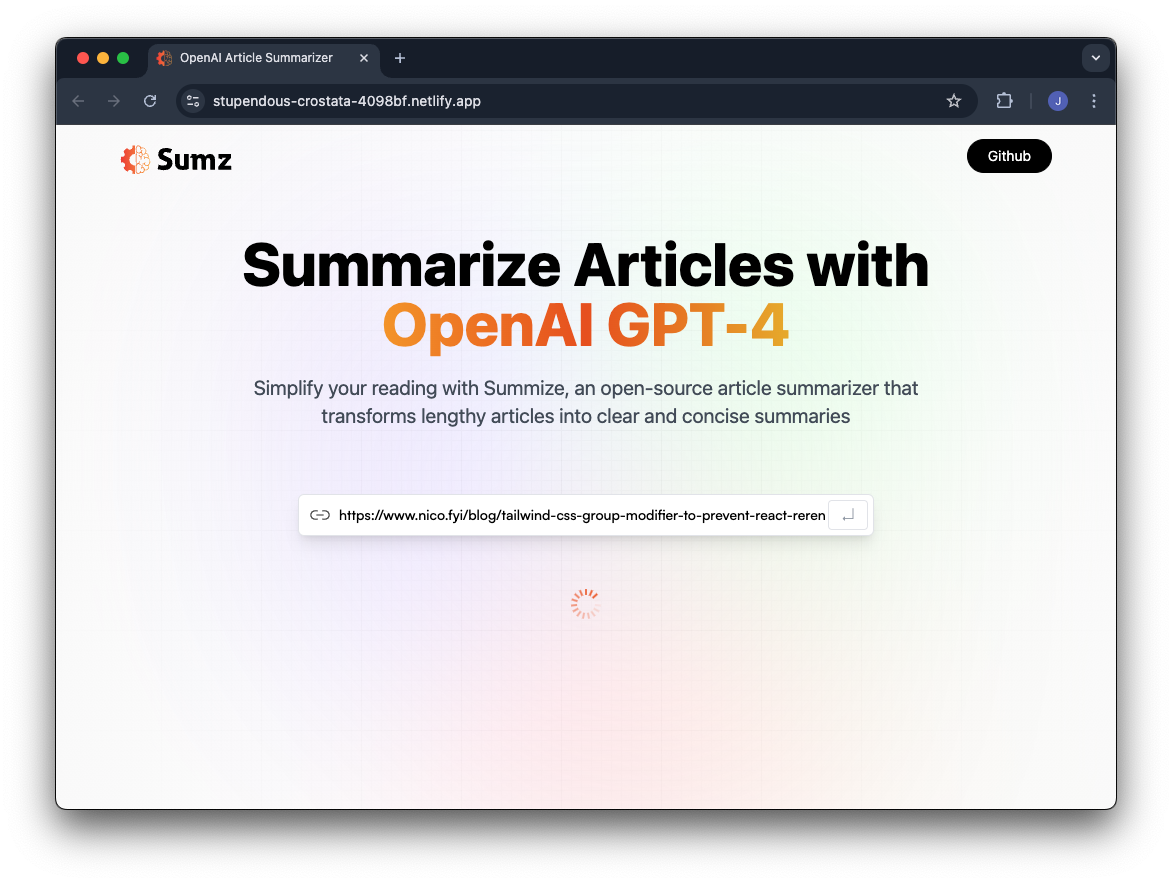 OpenAI Article Summarizer
stupendous-crostata-4098bf.netlify.app
J
Sumz
Github
Summarize Articles with
OpenAI GPT-4
Simplify your reading with Summize, an open-source article summarizer that
transforms lengthy articles into clear and concise summaries
https://www.nico.fyi/blog/tailwind-css-group-modifier-to-prevent-react-reren